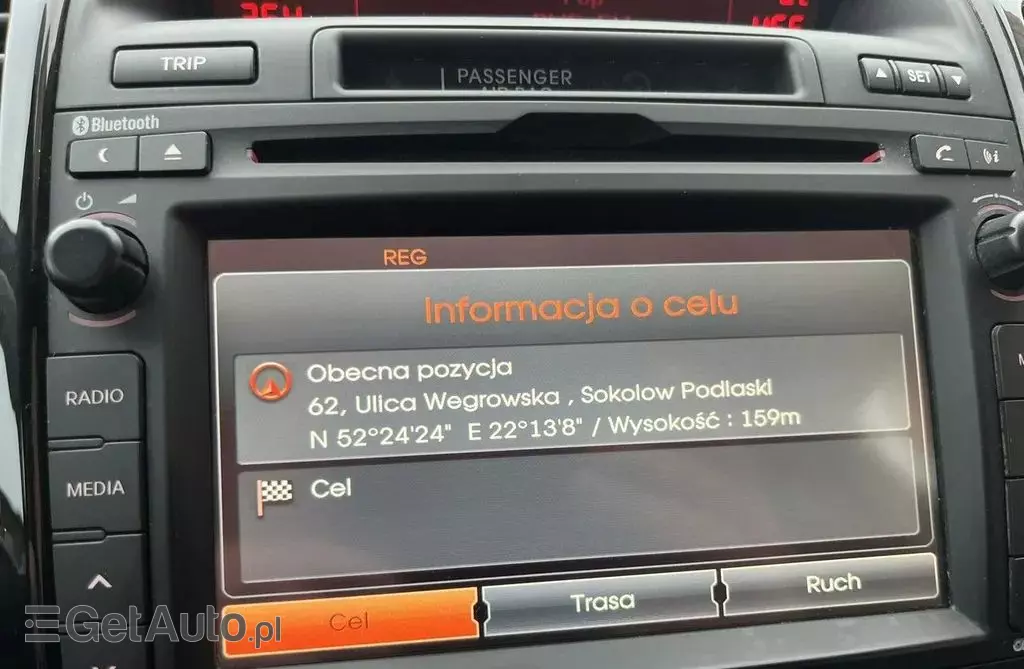 TRIP
PASSENGER
SET
Bluetooth
REG
Informacja o celu
Obecna pozycja
62, Ulica Wegrowska , Sokolow Podlaski
N 52°24'24" E 22°13'8" / Wysokość : 159m
RADIO
MEDIA
Cel
Cel
Trasa
Ruch
GetAuto.pl